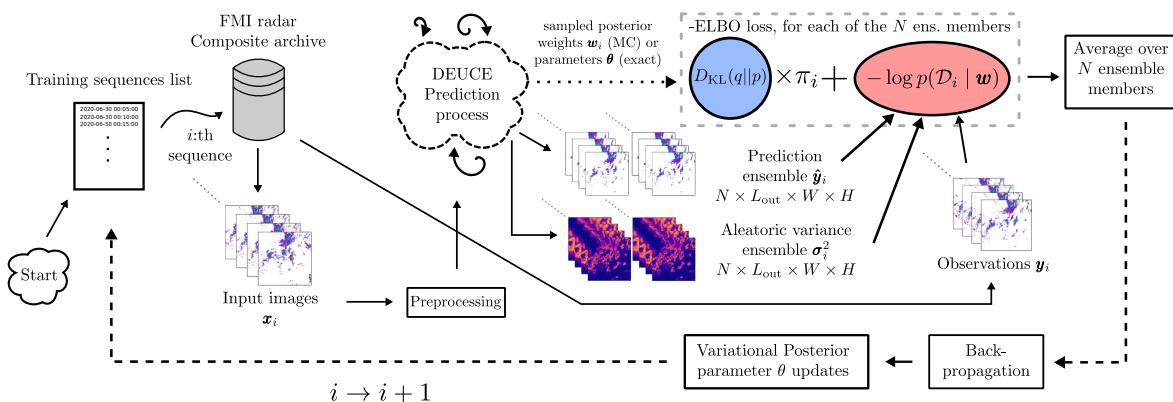 FMI radar
Composite archive
Training sequences list
2020-06-30 00:05:00
2020-06-30 00:10:00
2020-06-30 00:15:00
i:th
sequence
Start
Input images
x_i
Preprocessing
DEUCE
Prediction
process
sampled posterior
weights w_i (MC) or
parameters θ (exact)
-ELBO loss, for each of the N ens. members
D_KL(q||p) × π_i + − log p(D_i | w)
Average over
N ensemble
members
Prediction
ensemble ŷ_i
N × L_out × W × H
Aleatoric variance
ensemble σ_i^2
N × L_out × W × H
Observations y_i
Variational Posterior
parameter θ updates
Back-
propagation
i → i + 1